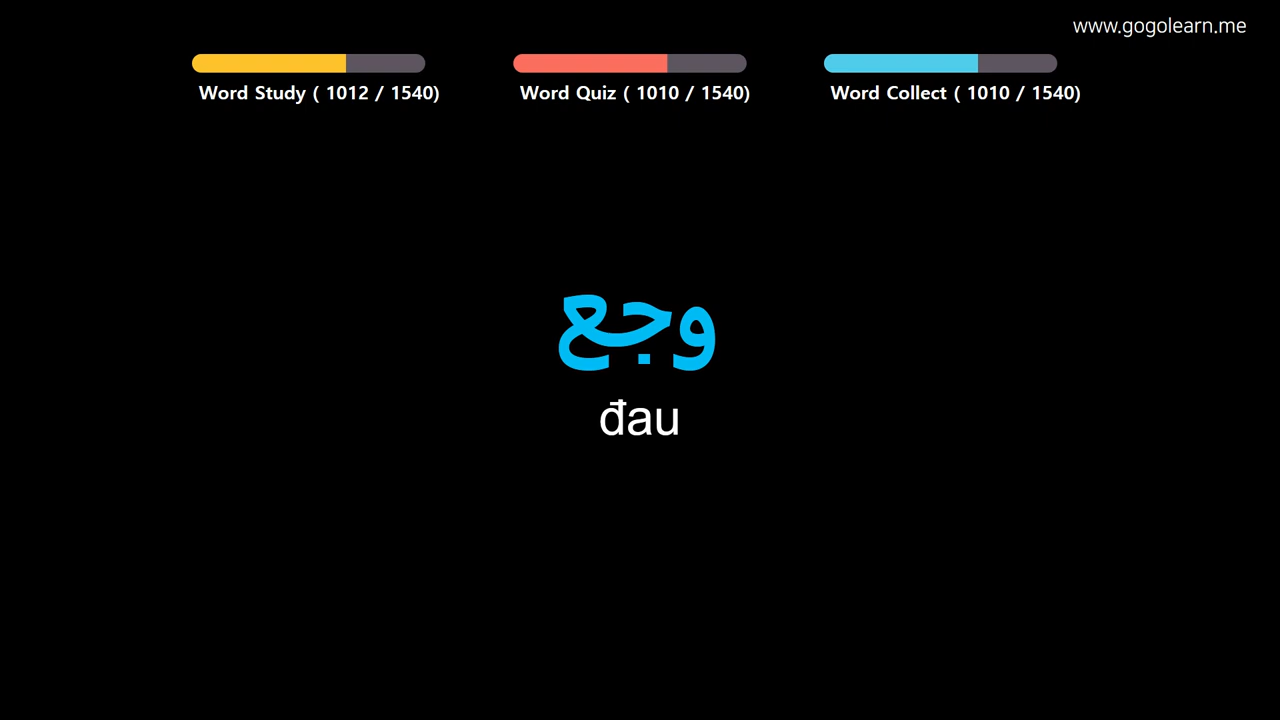 www.gogolearn.me
Word Study ( 1012 / 1540)
Word Quiz ( 1010 / 1540)
Word Collect ( 1010 / 1540)
وجع
đau